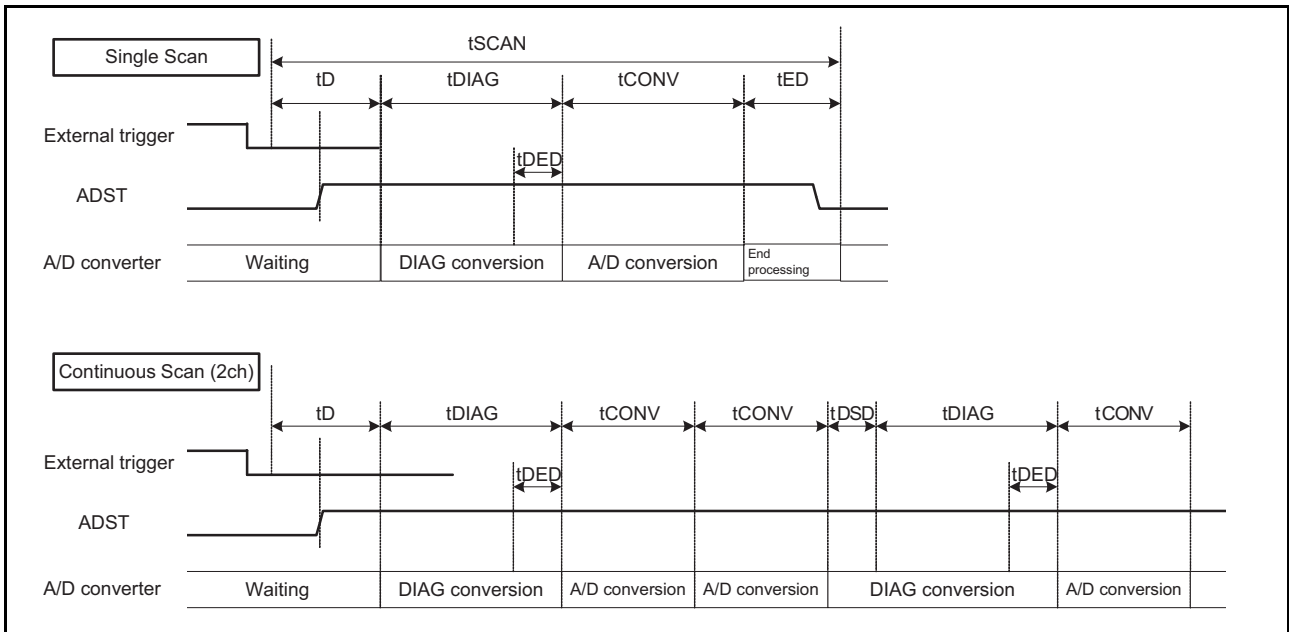 Single Scan
tSCAN
tD tDIAG tCONV tED
External trigger
tDED
ADST
A/D converter Waiting DIAG conversion A/D conversion End
processing
Continuous Scan (2ch)
tD tDIAG tCONV tCONV tDSD tDIAG tCONV
External trigger
tDED tDED
ADST
A/D converter Waiting DIAG conversion A/D conversion A/D conversion DIAG conversion A/D conversion